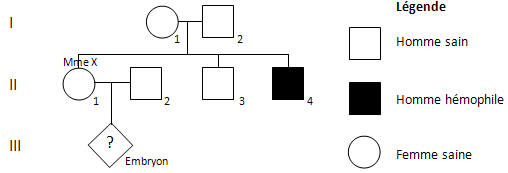 Légende
I
1
2
Homme sain
Mme X
II
1
2
3
4
Homme hémophile
III
?
Embryon
Femme saine